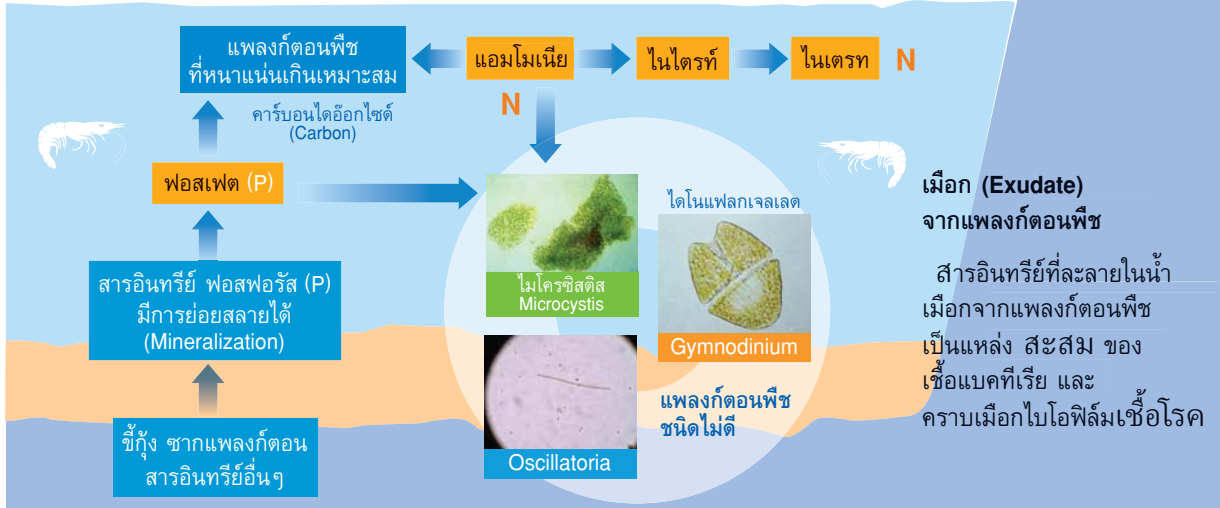 แพลงก์ตอนพืช
ที่หนาแน่นเกินเหมาะสม
แอมโมเนีย
ไนไตรท์
ไนเตรท
N
N
คาร์บอนไดอ๊อกไซด์
(Carbon)
ฟอสเฟต (P)
สารอินทรีย์ ฟอสฟอรัส (P)
มีการย่อยสลายได้
(Mineralization)
ขี้กุ้ง ซากแพลงก์ตอน
สารอินทรีย์อื่นๆ
ไมโครซิสติส
Microcystis
ไดโนแฟลกเจลเลต
Gymnodinium
Oscillatoria
แพลงก์ตอนพืช
ชนิดไม่ดี
เมือก (Exudate)
จากแพลงก์ตอนพืช
สารอินทรีย์ที่ละลายในน้ำ
เมือกจากแพลงก์ตอนพืช
เป็นแหล่ง สะสม ของ
เชื้อแบคทีเรีย และ
คราบเมือกไบโอฟิล์มเชื้อโรค